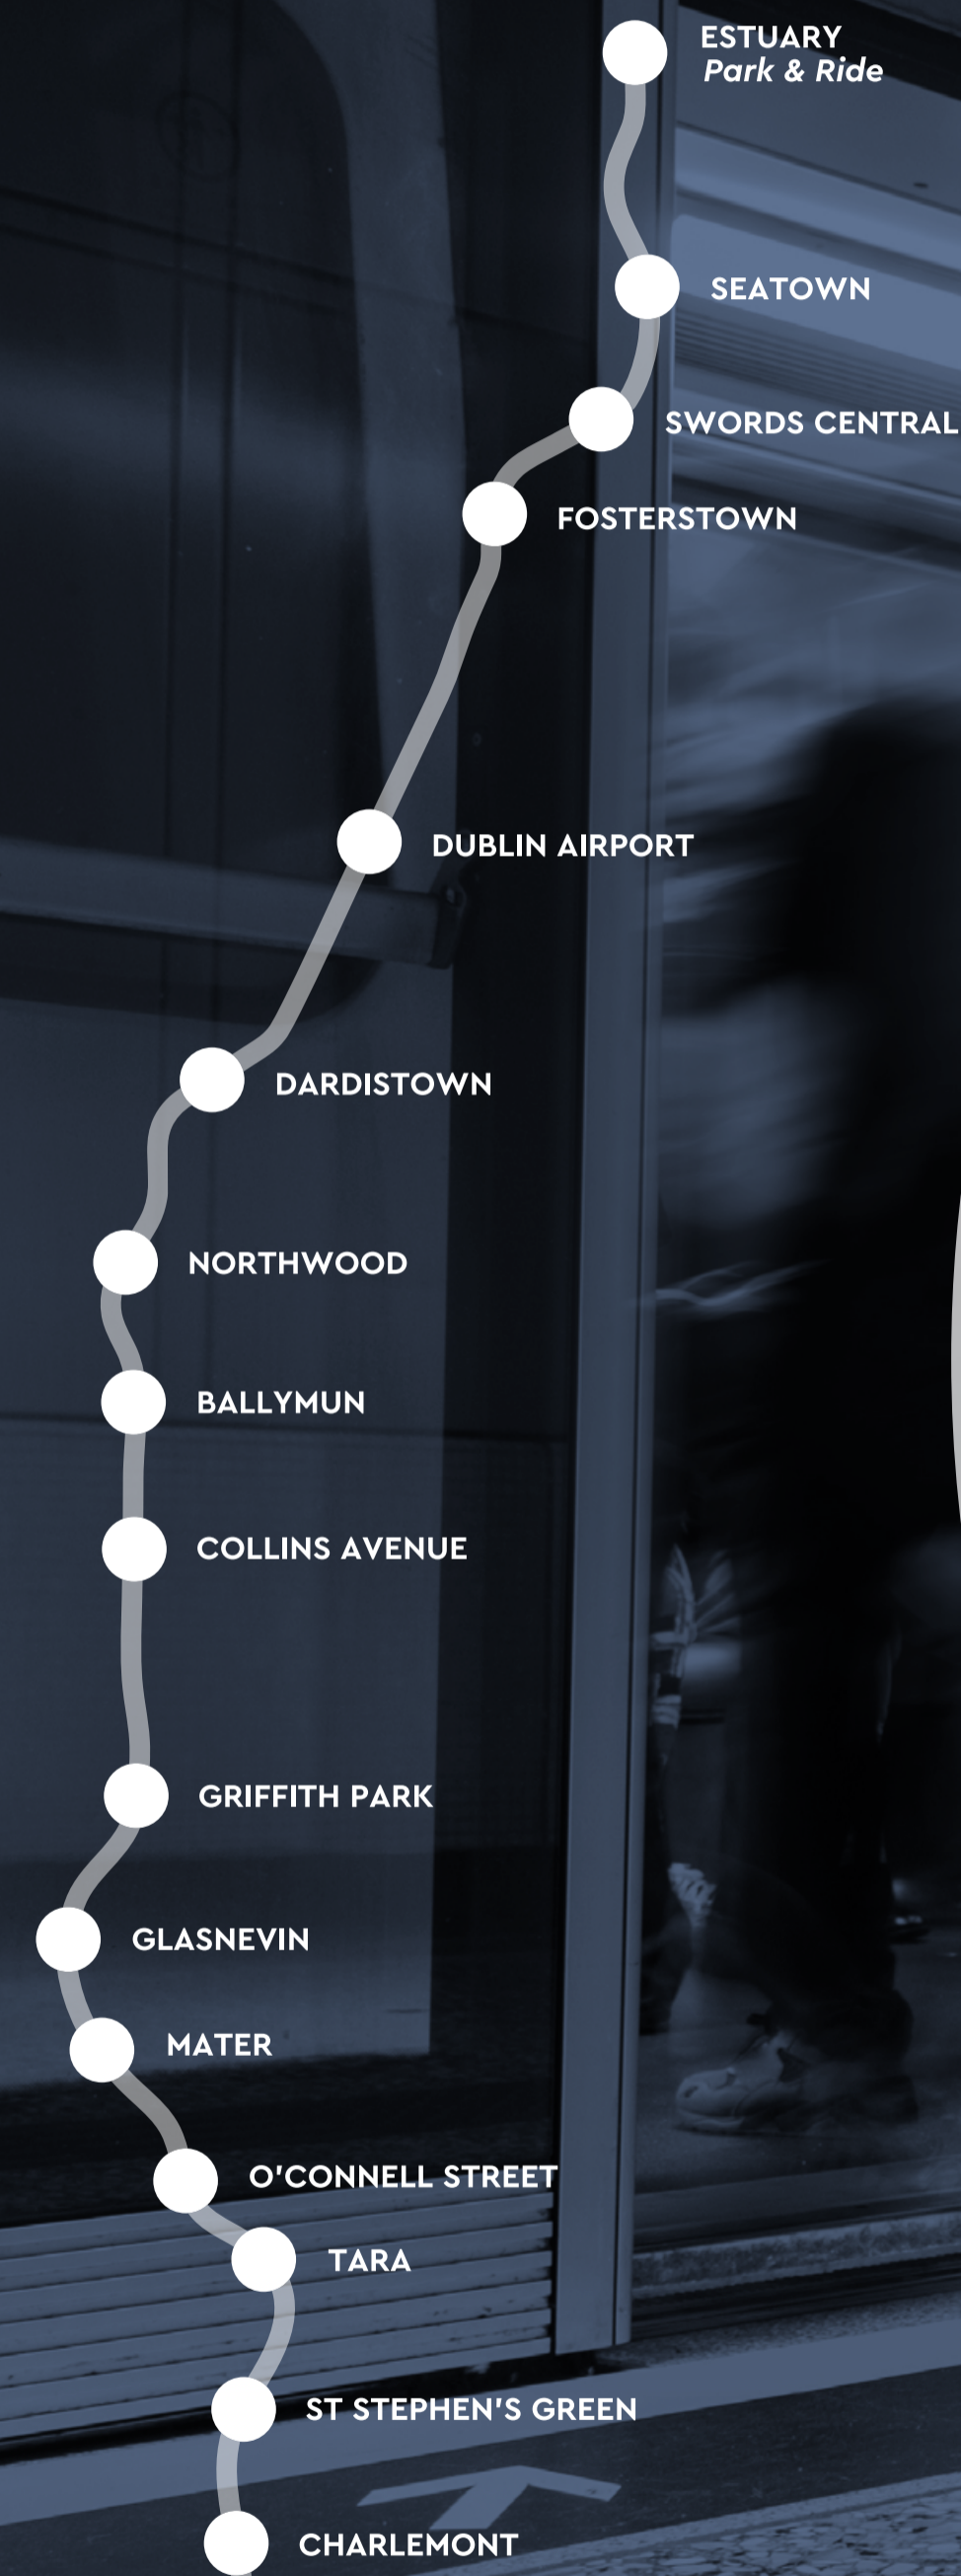 ESTUARY
Park & Ride
SEATOWN
SWORDS CENTRAL
FOSTERSTOWN
DUBLIN AIRPORT
DARDISTOWN
NORTHWOOD
BALLYMUN
COLLINS AVENUE
GRIFFITH PARK
GLASNEVIN
MATER
O'CONNELL STREET
TARA
ST STEPHEN'S GREEN
CHARLEMONT